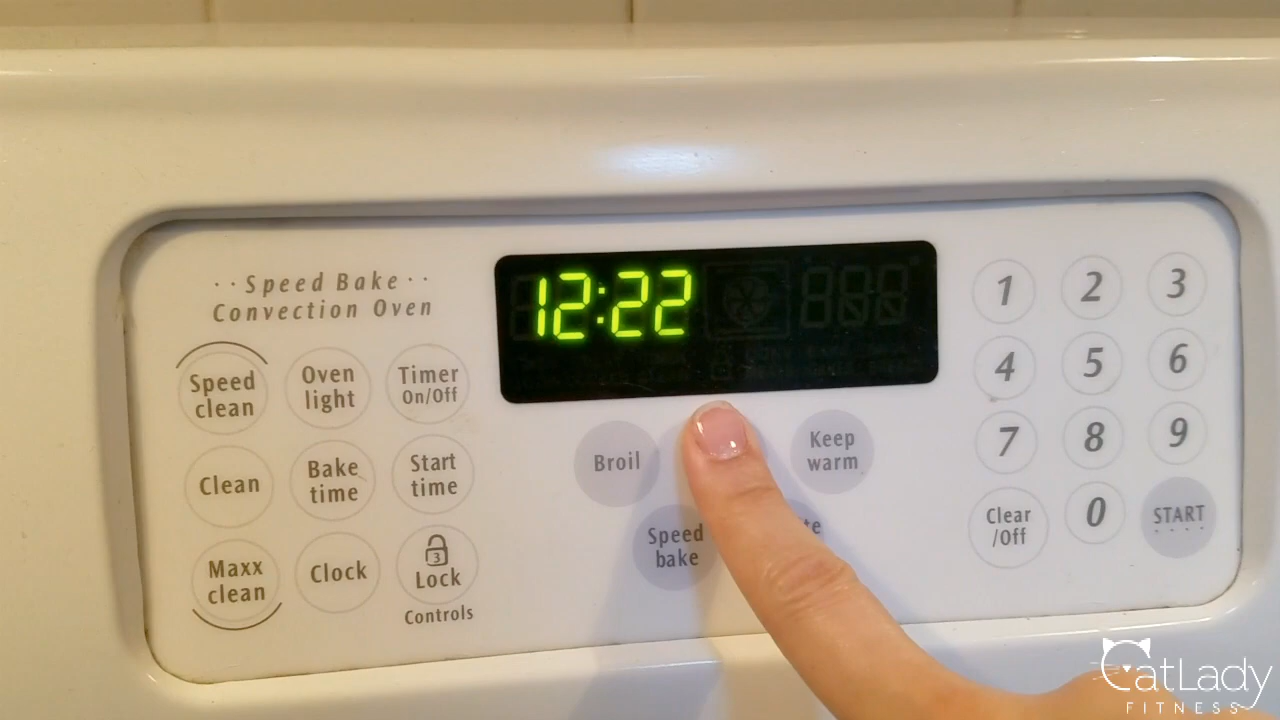 ··Speed Bake··
Convection Oven
12:22
Speed
clean
Oven
light
Timer
On/Off
Clean
Bake
time
Start
time
Maxx
clean
Clock
3
Lock
Controls
Broil
Keep
warm
Speed
bake
1 2 3
4 5 6
7 8 9
Clear
/Off
0
START
CatLady
FITNESS